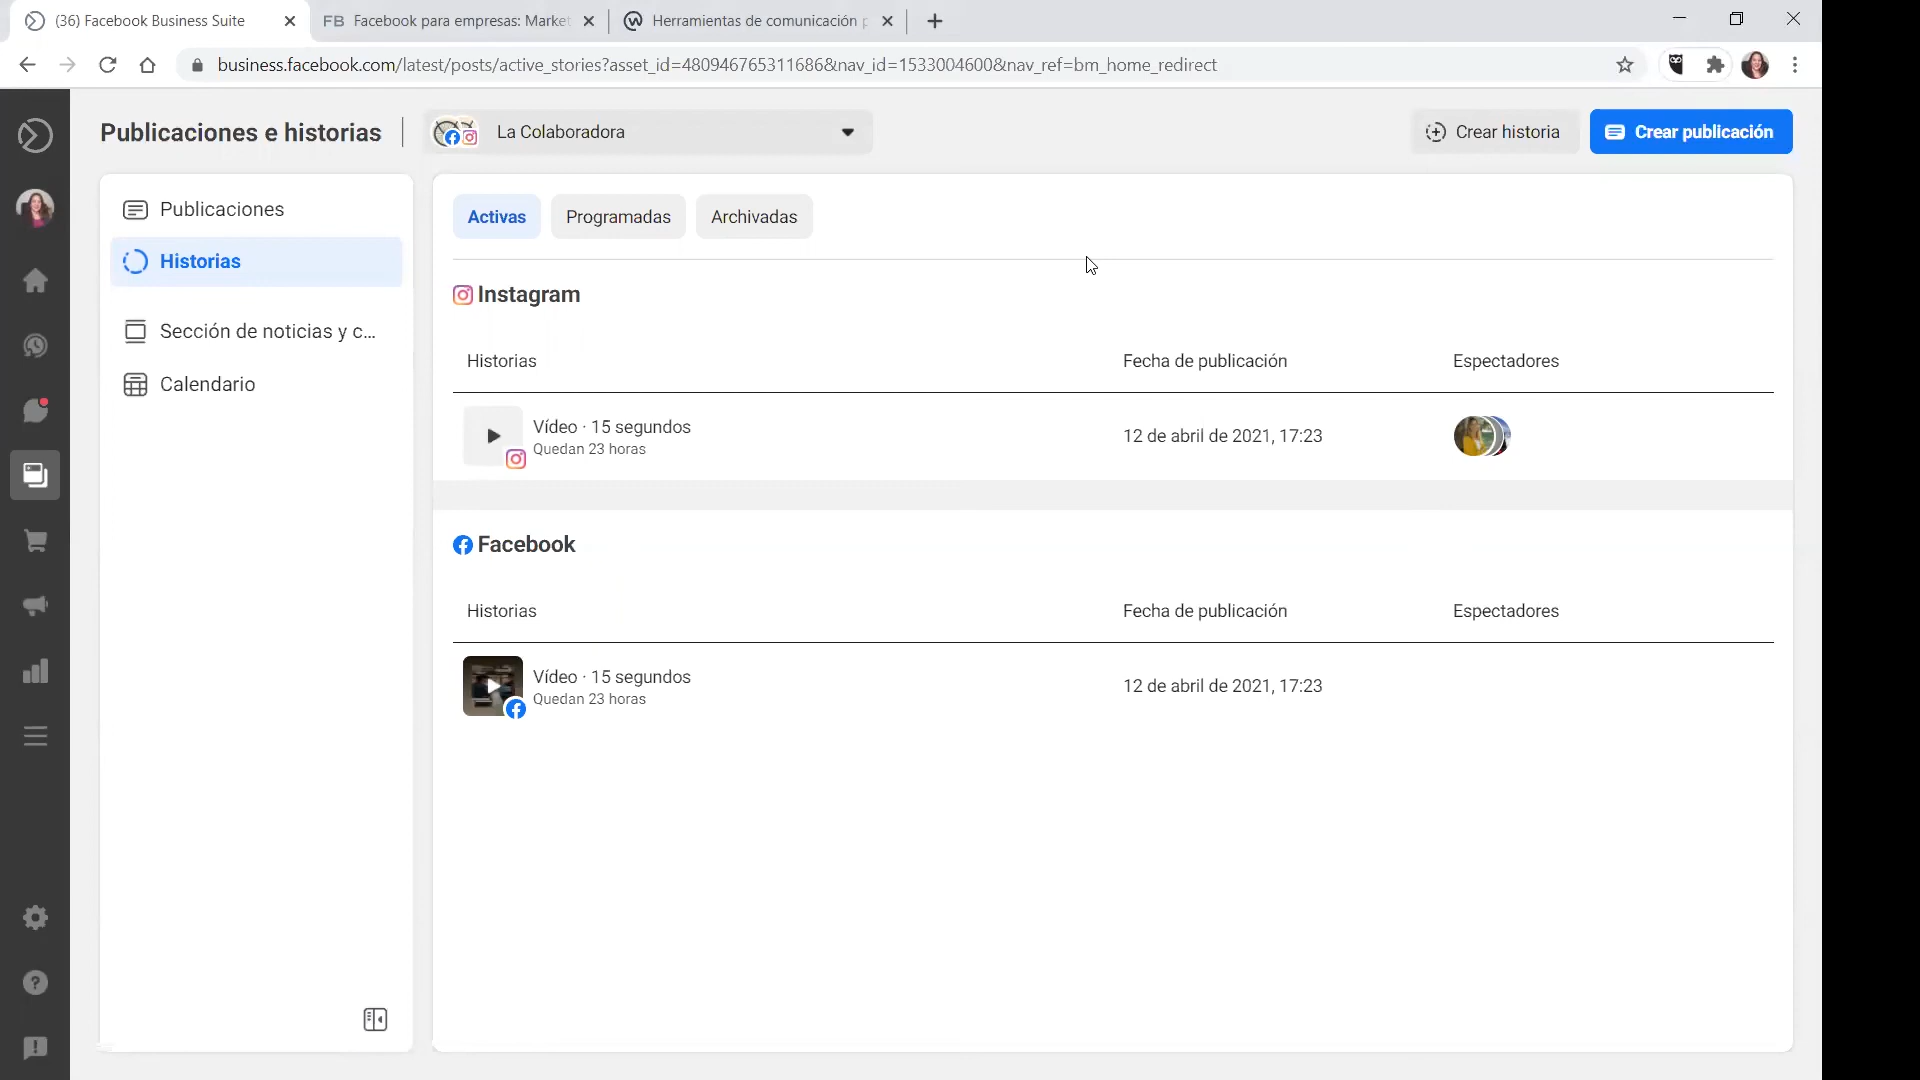 (36) Facebook Business Suite
FB Facebook para empresas: Market
Herramientas de comunicación p
business.facebook.com/latest/posts/active_stories?asset_id=480946765311686&nav_id=1533004600&nav_ref=bm_home_redirect
Publicaciones e historias
La Colaboradora
Crear historia
Crear publicación
Publicaciones
Historias
Sección de noticias y c...
Calendario
Activas
Programadas
Archivadas
Instagram
Historias Fecha de publicación Espectadores
Vídeo · 15 segundos
Quedan 23 horas
12 de abril de 2021, 17:23
Facebook
Historias Fecha de publicación Espectadores
Vídeo · 15 segundos
Quedan 23 horas
12 de abril de 2021, 17:23